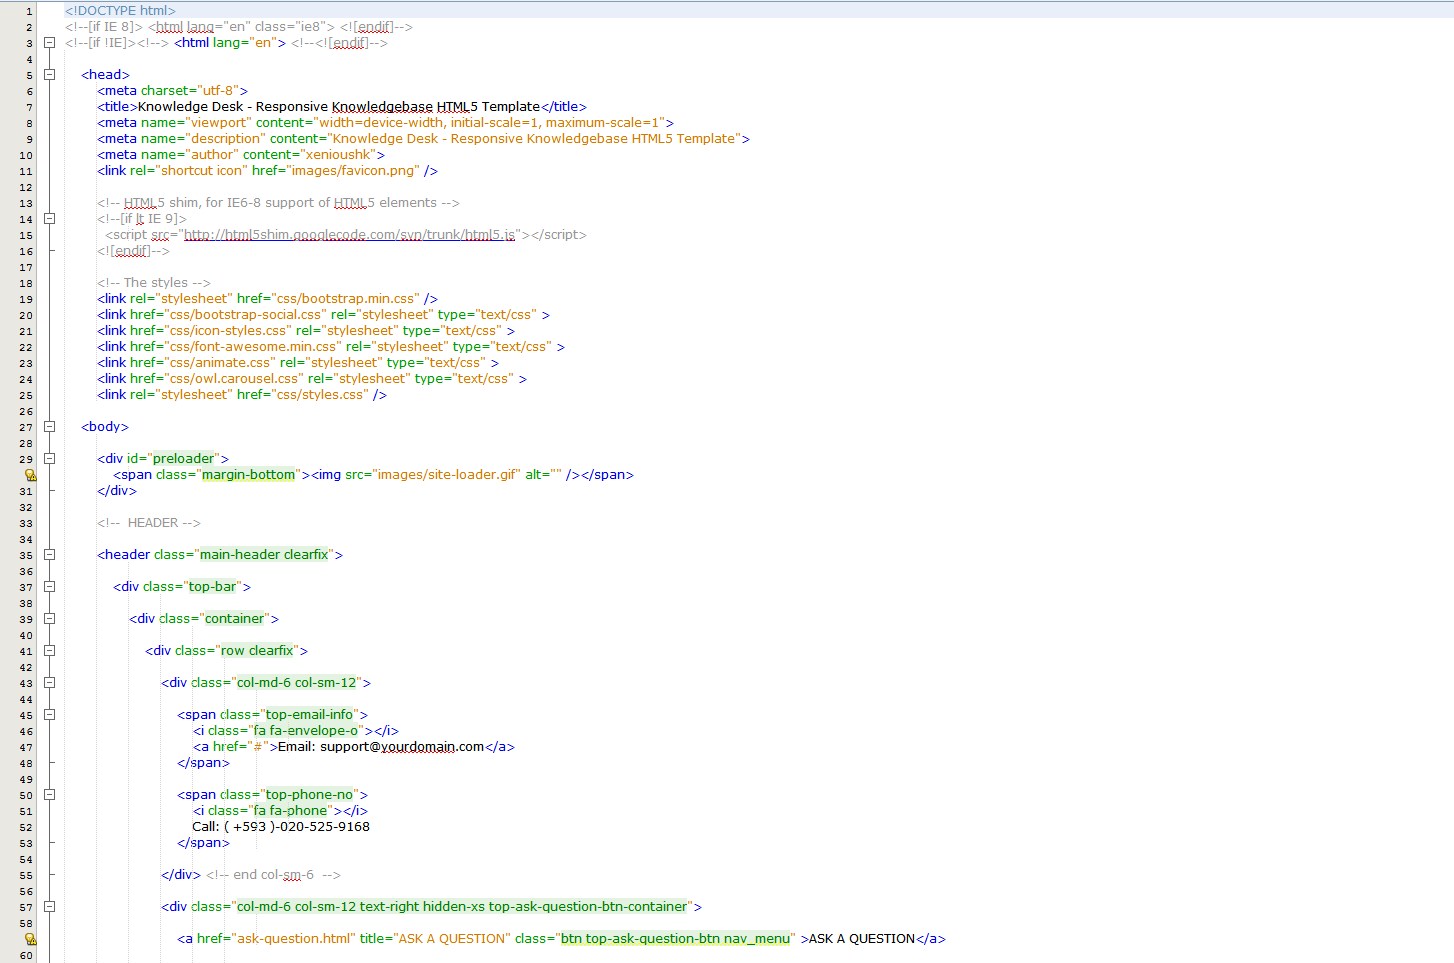 1 <!DOCTYPE html>
2 <!--[if IE 8]> <html lang="en" class="ie8"> <![endif]-->
3 <!--[if !IE]><!--> <html lang="en"> <!--<![endif]-->
4
5 <head>
6 <meta charset="utf-8">
7 <title>Knowledge Desk - Responsive Knowledgebase HTML5 Template</title>
8 <meta name="viewport" content="width=device-width, initial-scale=1, maximum-scale=1">
9 <meta name="description" content="Knowledge Desk - Responsive Knowledgebase HTML5 Template">
10 <meta name="author" content="xenioushk">
11 <link rel="shortcut icon" href="images/favicon.png" />
12
13 <!-- HTML5 shim, for IE6-8 support of HTML5 elements -->
14 <!--[if lt IE 9]>
15 <script src="http://html5shim.googlecode.com/svn/trunk/html5.js"></script>
16 <![endif]-->
17
18 <!-- The styles -->
19 <link rel="stylesheet" href="css/bootstrap.min.css" />
20 <link href="css/bootstrap-social.css" rel="stylesheet" type="text/css" >
21 <link href="css/icon-styles.css" rel="stylesheet" type="text/css" >
22 <link href="css/font-awesome.min.css" rel="stylesheet" type="text/css" >
23 <link href="css/animate.css" rel="stylesheet" type="text/css" >
24 <link href="css/owl.carousel.css" rel="stylesheet" type="text/css" >
25 <link rel="stylesheet" href="css/styles.css" />
26
27 <body>
28
29 <div id="preloader">
<span class="margin-bottom"><img src="images/site-loader.gif" alt="" /></span>
31 </div>
32
33 <!-- HEADER -->
34
35 <header class="main-header clearfix">
36
37 <div class="top-bar">
38
39 <div class="container">
40
41 <div class="row clearfix">
42
43 <div class="col-md-6 col-sm-12">
44
45 <span class="top-email-info">
46 <i class="fa fa-envelope-o"></i>
47 <a href="#">Email: support@yourdomain.com</a>
48 </span>
49
50 <span class="top-phone-no">
51 <i class="fa fa-phone"></i>
52 Call: ( +593 )-020-525-9168
53 </span>
54
55 </div> <!-- end col-sm-6 -->
56
57 <div class="col-md-6 col-sm-12 text-right hidden-xs top-ask-question-btn-container">
58
<a href="ask-question.html" title="ASK A QUESTION" class="btn top-ask-question-btn nav_menu" >ASK A QUESTION</a>
60